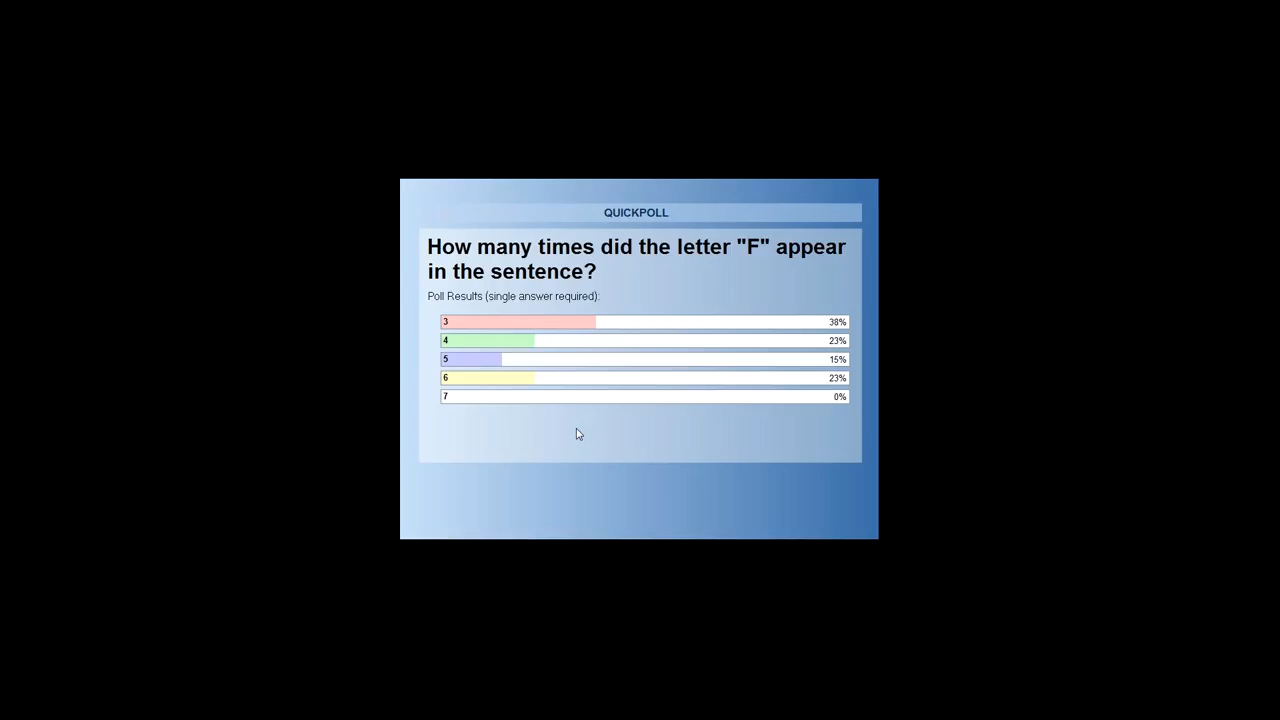 QUICKPOLL
How many times did the letter "F" appear
in the sentence?
Poll Results (single answer required):
3 38%
4 23%
5 15%
6 23%
7 0%